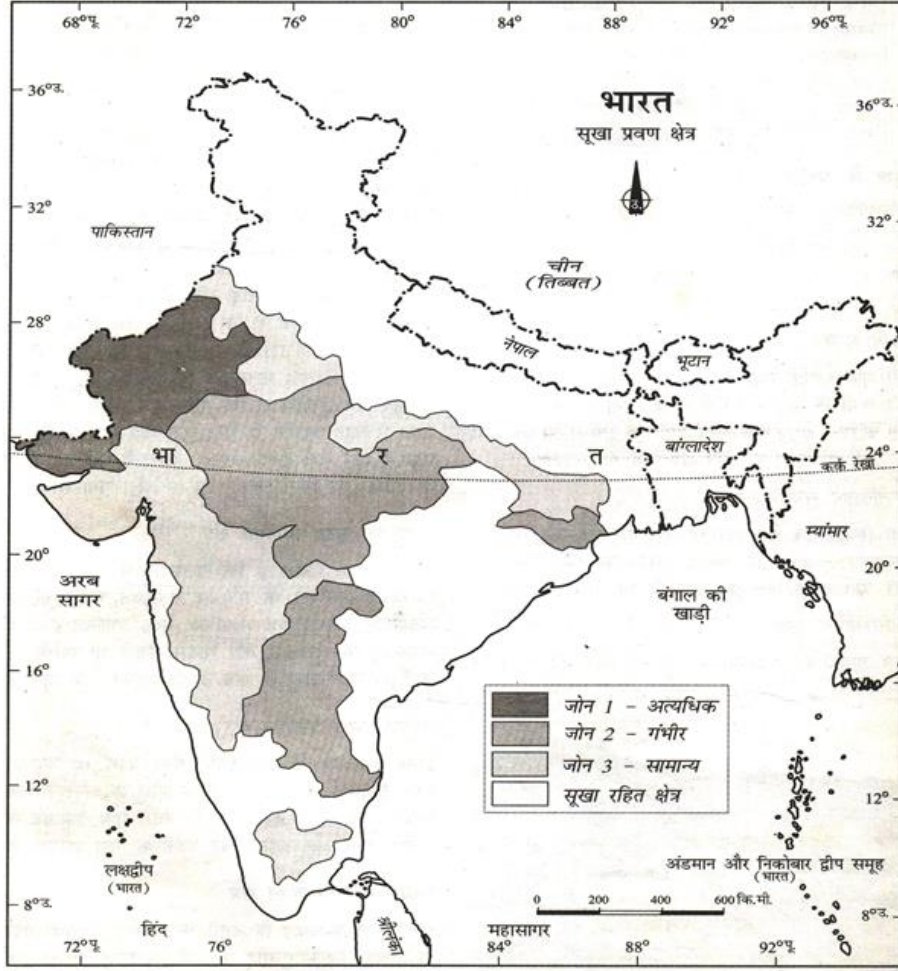 68°पू. 72° 76° 80° 84° 88° 92° 96°पू.
36°उ.
36°उ.
भारत
सूखा प्रवण क्षेत्र
उ.
32°
32°
पाकिस्तान
चीन
(तिब्बत)
28°
28°
नेपाल
भूटान
24°
24°
भा र त
बांग्लादेश
कर्क रेखा
म्यांमार
20°
20°
अरब
सागर
बंगाल की
खाड़ी
16°
16°
जोन 1 - अत्यधिक
जोन 2 - गंभीर
जोन 3 - सामान्य
सूखा रहित क्षेत्र
12°
12°
लक्षद्वीप
(भारत)
अंडमान और निकोबार द्वीप समूह
(भारत)
0 200 400 600 कि.मी.
8°उ.
8°उ.
श्रीलंका
हिंद महासागर
72°पू. 76° 84° 88° 92°पू.